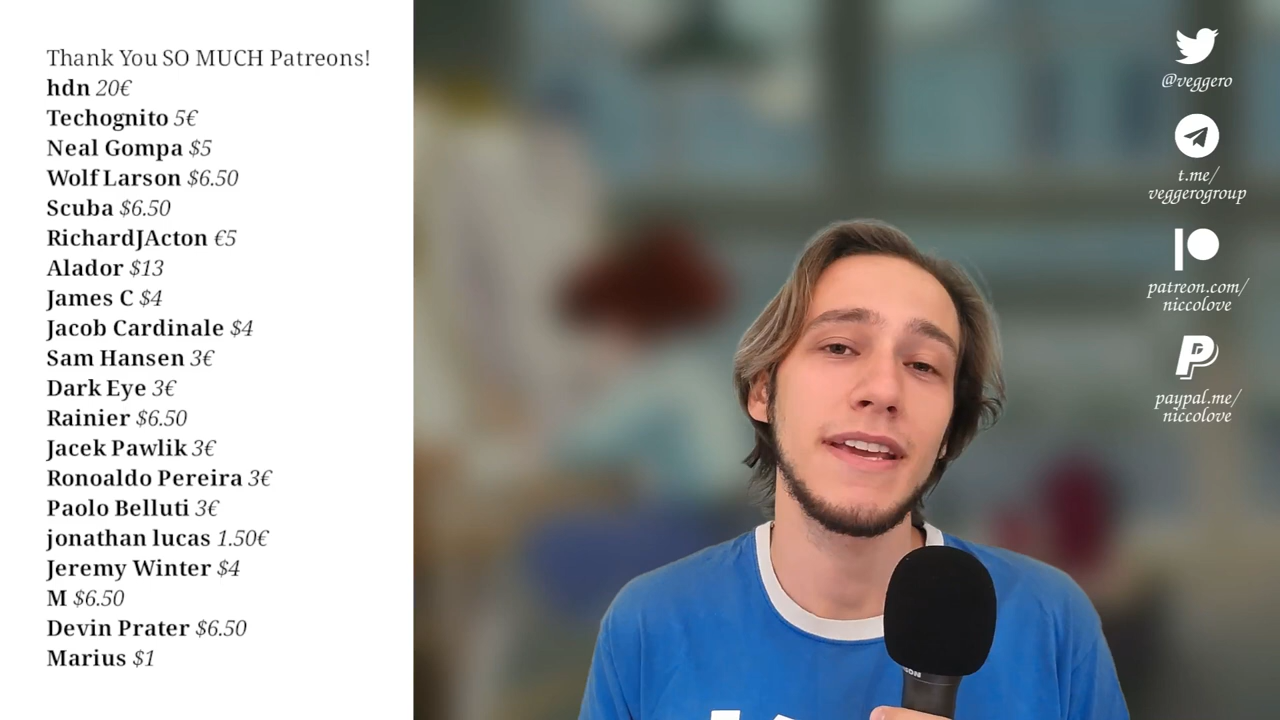 Thank You SO MUCH Patreons!
hdn 20€
Techognito 5€
Neal Gompa $5
Wolf Larson $6.50
Scuba $6.50
RichardJActon €5
Alador $13
James C $4
Jacob Cardinale $4
Sam Hansen 3€
Dark Eye 3€
Rainier $6.50
Jacek Pawlik 3€
Ronoaldo Pereira 3€
Paolo Belluti 3€
jonathan lucas 1.50€
Jeremy Winter $4
M $6.50
Devin Prater $6.50
Marius $1
@veggero
t.me/
veggerogroup
patreon.com/
niccolove
paypal.me/
niccolove